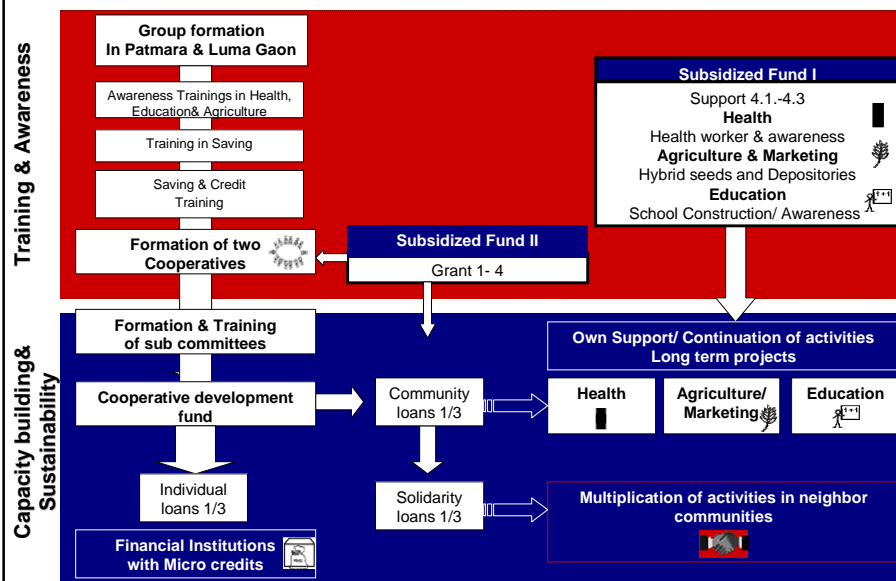 Training & Awareness
Group formation
In Patmara & Luma Gaon
Awareness Trainings in Health,
Education& Agriculture
Training in Saving
Saving & Credit
Training
Formation of two
Cooperatives
Subsidized Fund II
Grant 1- 4
Subsidized Fund I
Support 4.1.-4.3
Health
Health worker & awareness
Agriculture & Marketing
Hybrid seeds and Depositories
Education
School Construction/ Awareness
Capacity building&
Sustainability
Formation & Training
of sub committees
Cooperative development
fund
Individual
loans 1/3
Financial Institutions
with Micro credits
Community
loans 1/3
Solidarity
loans 1/3
Own Support/ Continuation of activities
Long term projects
Health
Agriculture/
Marketing
Education
Multiplication of activities in neighbor
communities